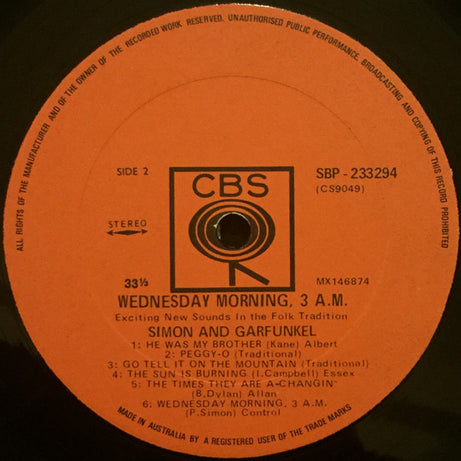 ALL RIGHTS OF THE MANUFACTURER AND OF THE OWNER OF THE RECORDED WORK RESERVED. UNAUTHORISED PUBLIC PERFORMANCE, BROADCASTING AND COPYING OF THIS RECORD PROHIBITED
SIDE 2
CBS
SBP - 233294
(CS9049)
STEREO
33⅓
MX146874
WEDNESDAY MORNING, 3 A.M.
Exciting New Sounds In the Folk Tradition
SIMON AND GARFUNKEL
1: HE WAS MY BROTHER (Kane) Albert
2: PEGGY-O (Traditional)
3: GO TELL IT ON THE MOUNTAIN (Traditional)
4: THE SUN IS BURNING (I.Campbell) Essex
5: THE TIMES THEY ARE A-CHANGIN'
(B.Dylan) Allan
6: WEDNESDAY MORNING, 3 A.M.
(P.Simon) Control
MADE IN AUSTRALIA BY A REGISTERED USER OF THE TRADE MARKS